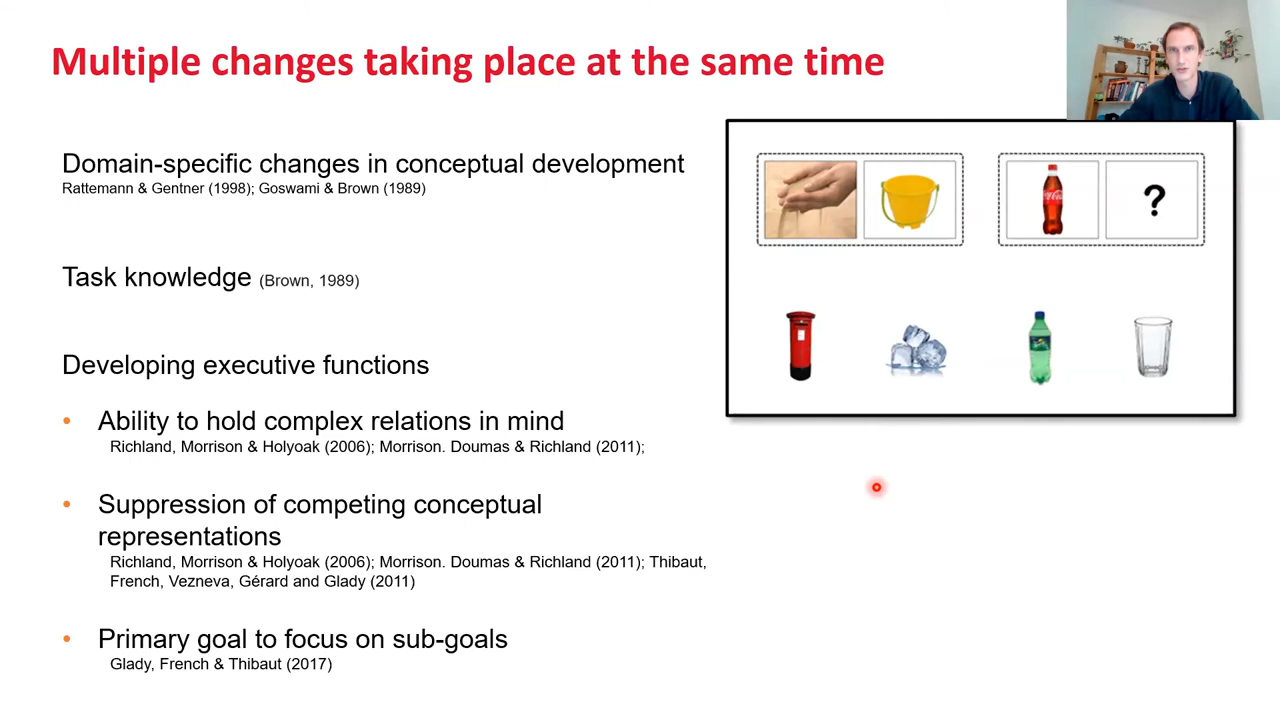 Multiple changes taking place at the same time
Domain-specific changes in conceptual development
Rattemann & Gentner (1998); Goswami & Brown (1989)
Task knowledge (Brown, 1989)
Developing executive functions
• Ability to hold complex relations in mind
Richland, Morrison & Holyoak (2006); Morrison. Doumas & Richland (2011);
• Suppression of competing conceptual
representations
Richland, Morrison & Holyoak (2006); Morrison. Doumas & Richland (2011); Thibaut,
French, Vezneva, Gérard and Glady (2011)
• Primary goal to focus on sub-goals
Glady, French & Thibaut (2017)
Coca-Cola
?
Sprite